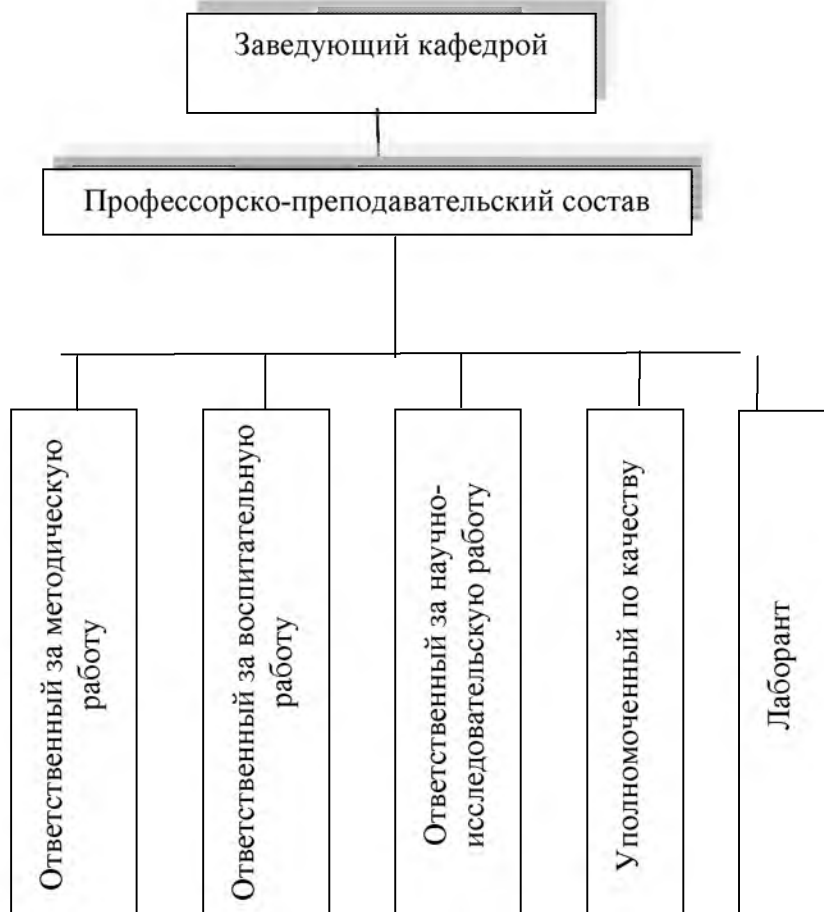 Заведующий кафедрой
Профессорско-преподавательский состав
Ответственный за методическую
работу
Ответственный за воспитательную
работу
Ответственный за научно-
исследовательскую работу
Уполномоченный по качеству
Лаборант